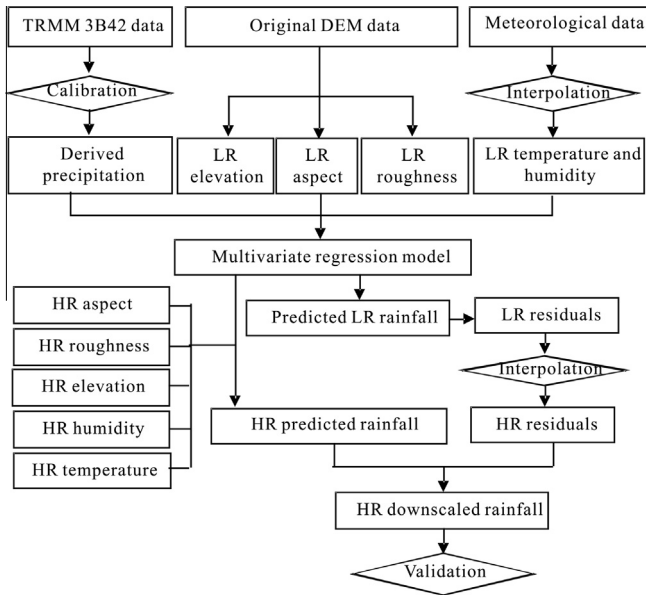 TRMM 3B42 data
Original DEM data
Meteorological data
Calibration
Interpolation
Derived
precipitation
LR
elevation
LR
aspect
LR
roughness
LR temperature and
humidity
Multivariate regression model
HR aspect
HR roughness
HR elevation
HR humidity
HR temperature
Predicted LR rainfall
LR residuals
Interpolation
HR predicted rainfall
HR residuals
HR downscaled rainfall
Validation